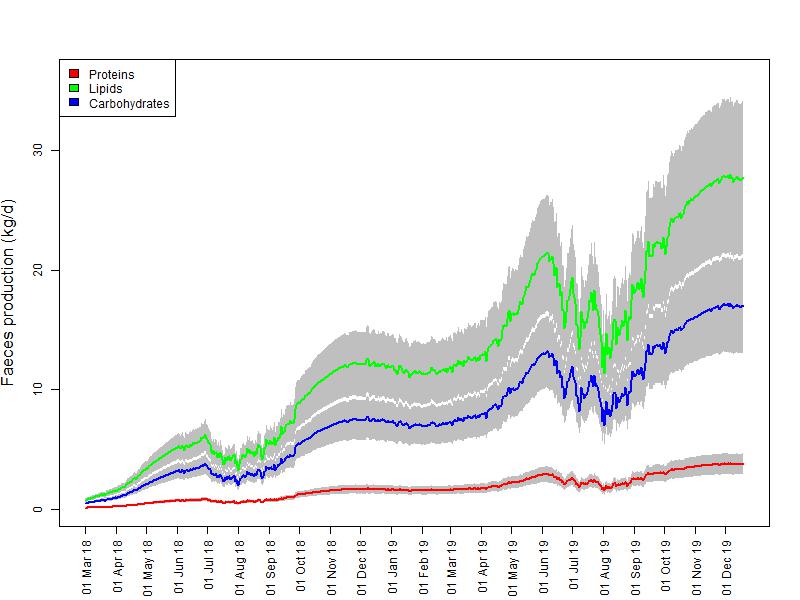 Proteins
Lipids
Carbohydrates
Faeces production (kg/d)
30
20
10
0
01 Mar 18
01 Apr 18
01 May 18
01 Jun 18
01 Jul 18
01 Aug 18
01 Sep 18
01 Oct 18
01 Nov 18
01 Dec 18
01 Jan 19
01 Feb 19
01 Mar 19
01 Apr 19
01 May 19
01 Jun 19
01 Jul 19
01 Aug 19
01 Sep 19
01 Oct 19
01 Nov 19
01 Dec 19